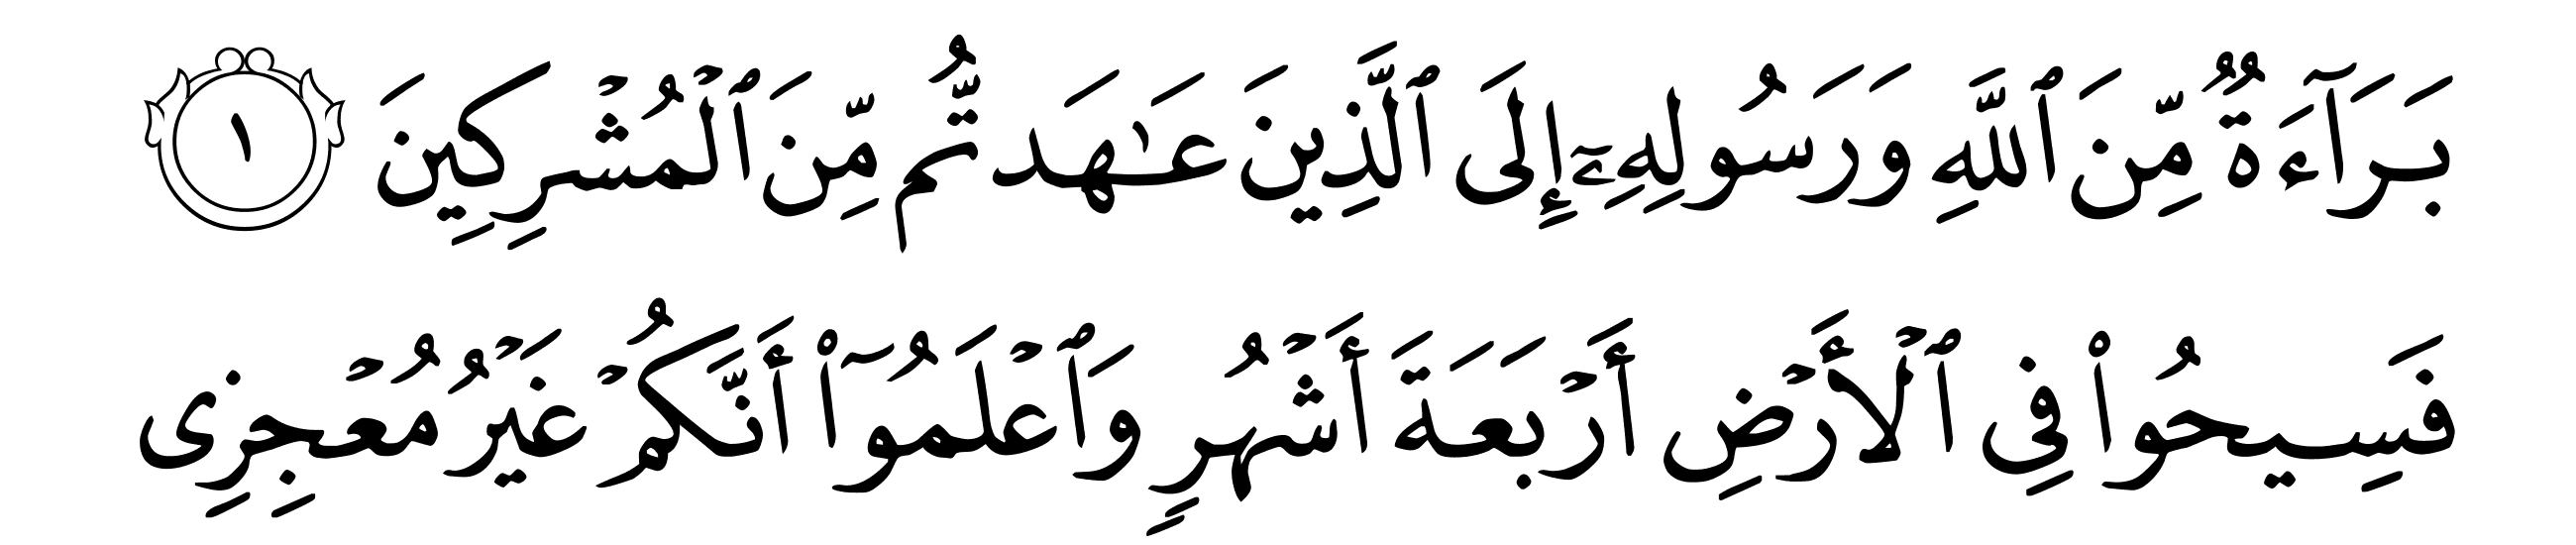 بَرَآءَةٌ مِّنَ ٱللَّهِ وَرَسُولِهِۦٓ إِلَى ٱلَّذِينَ عَـٰهَدتُّم مِّنَ ٱلۡمُشۡرِكِينَ ١
فَسِيحُواْ فِي ٱلۡأَرۡضِ أَرۡبَعَةَ أَشۡهُرٖ وَٱعۡلَمُوٓاْ أَنَّكُمۡ غَيۡرُ مُعۡجِزِي